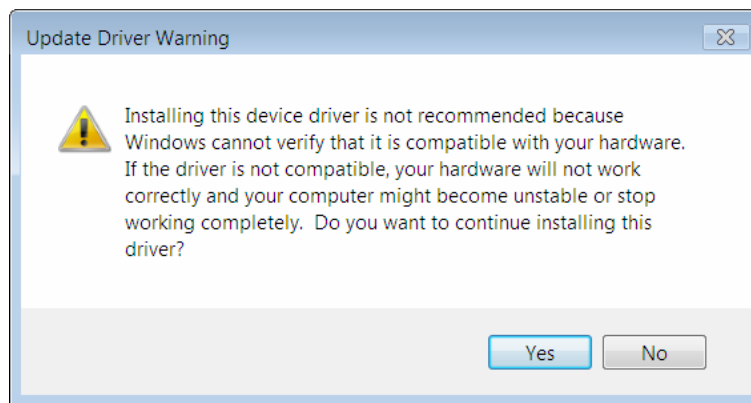 Update Driver Warning
Installing this device driver is not recommended because
Windows cannot verify that it is compatible with your hardware.
If the driver is not compatible, your hardware will not work
correctly and your computer might become unstable or stop
working completely.  Do you want to continue installing this
driver?
Yes No